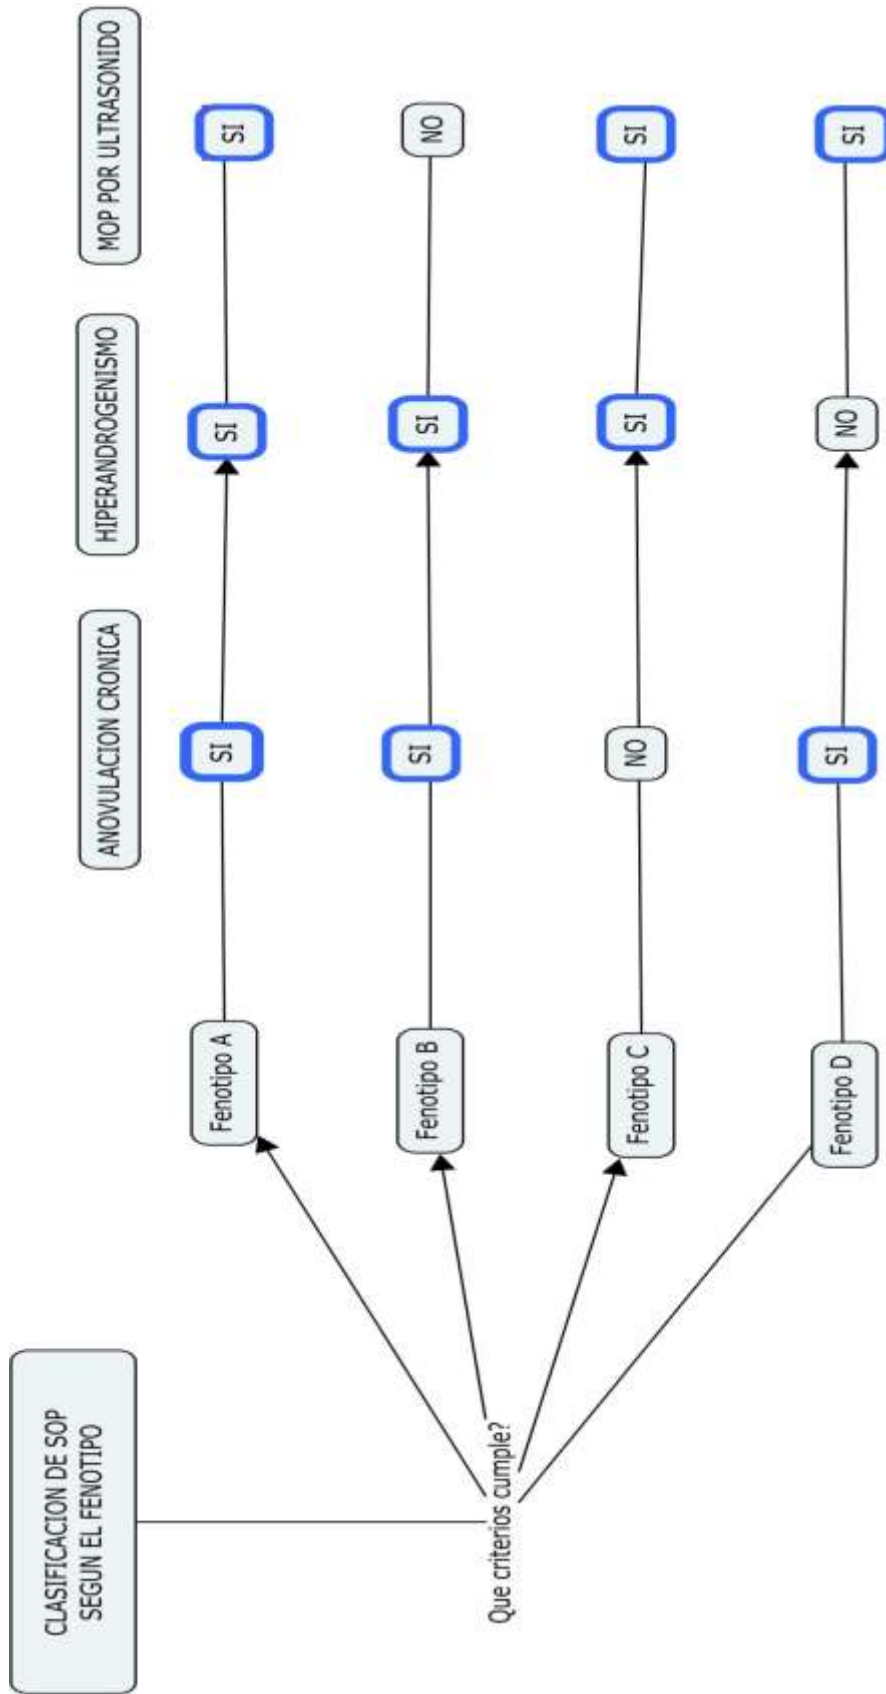 CLASIFICACION DE SOP
SEGUN EL FENOTIPO
ANOVULACION CRONICA
HIPERANDROGENISMO
MOP POR ULTRASONIDO
Que criterios cumple?
Fenotipo A
SI
SI
SI
Fenotipo B
SI
SI
NO
Fenotipo C
NO
SI
SI
Fenotipo D
SI
NO
SI